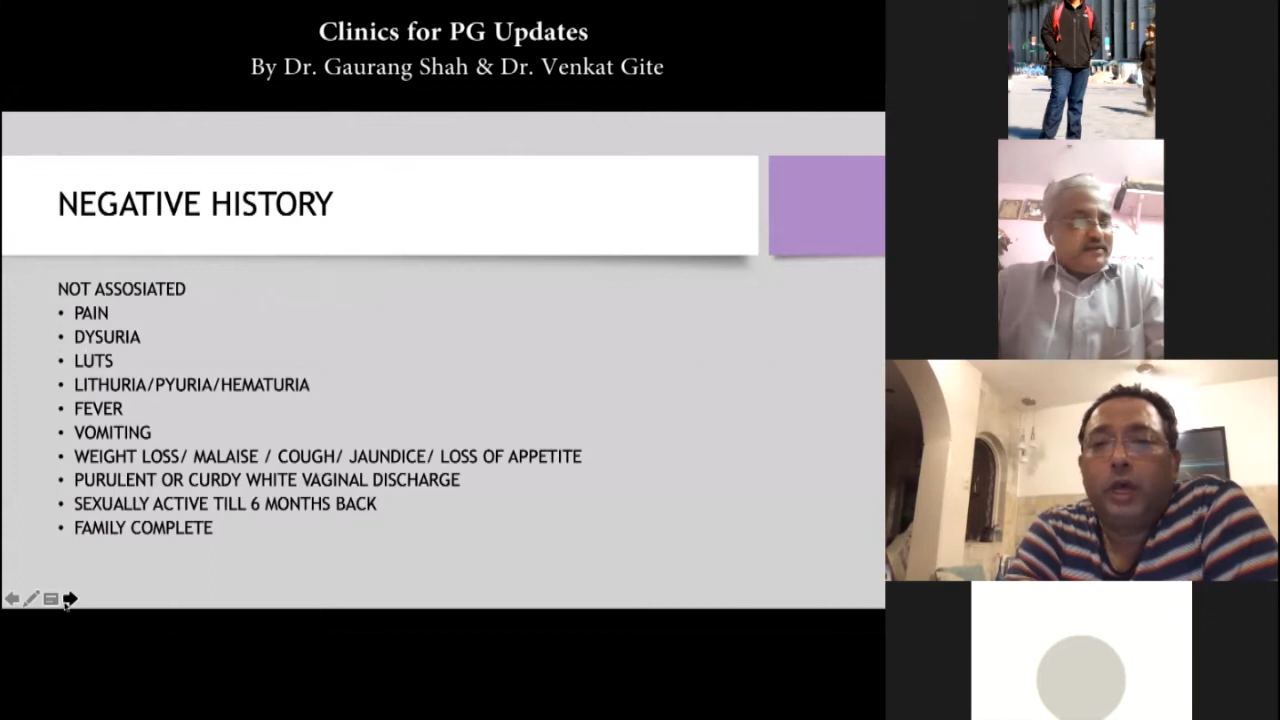 Clinics for PG Updates
By Dr. Gaurang Shah & Dr. Venkat Gite
NEGATIVE HISTORY
NOT ASSOSIATED
• PAIN
• DYSURIA
• LUTS
• LITHURIA/PYURIA/HEMATURIA
• FEVER
• VOMITING
• WEIGHT LOSS/ MALAISE / COUGH/ JAUNDICE/ LOSS OF APPETITE
• PURULENT OR CURDY WHITE VAGINAL DISCHARGE
• SEXUALLY ACTIVE TILL 6 MONTHS BACK
• FAMILY COMPLETE